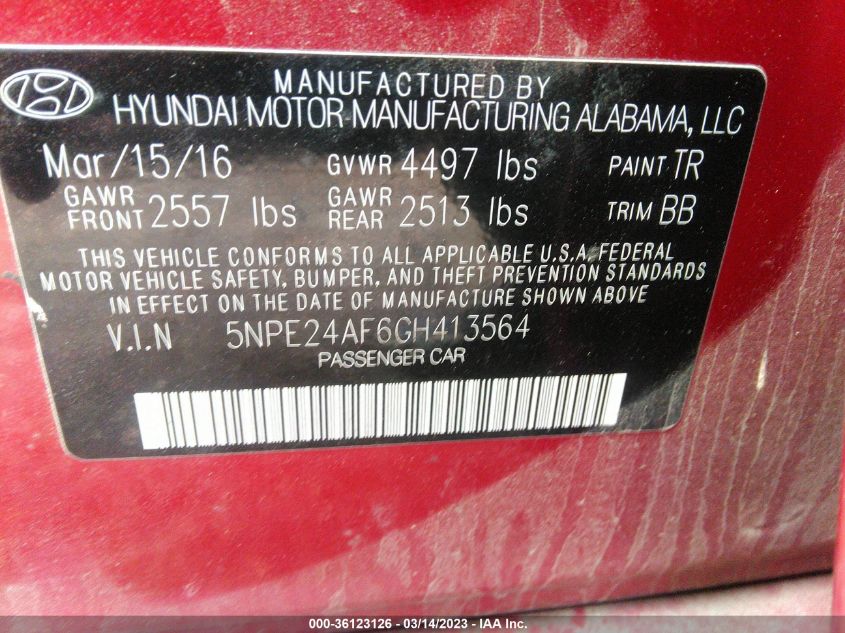 MANUFACTURED BY
HYUNDAI MOTOR MANUFACTURING ALABAMA, LLC
Mar/15/16 GVWR 4497 lbs PAINT TR
GAWR FRONT 2557 lbs GAWR REAR 2513 lbs TRIM BB
THIS VEHICLE CONFORMS TO ALL APPLICABLE U.S.A. FEDERAL
MOTOR VEHICLE SAFETY, BUMPER, AND THEFT PREVENTION STANDARDS
IN EFFECT ON THE DATE OF MANUFACTURE SHOWN ABOVE
V.I.N 5NPE24AF6GH413564
PASSENGER CAR
000-36123126 - 03/14/2023 - IAA Inc.